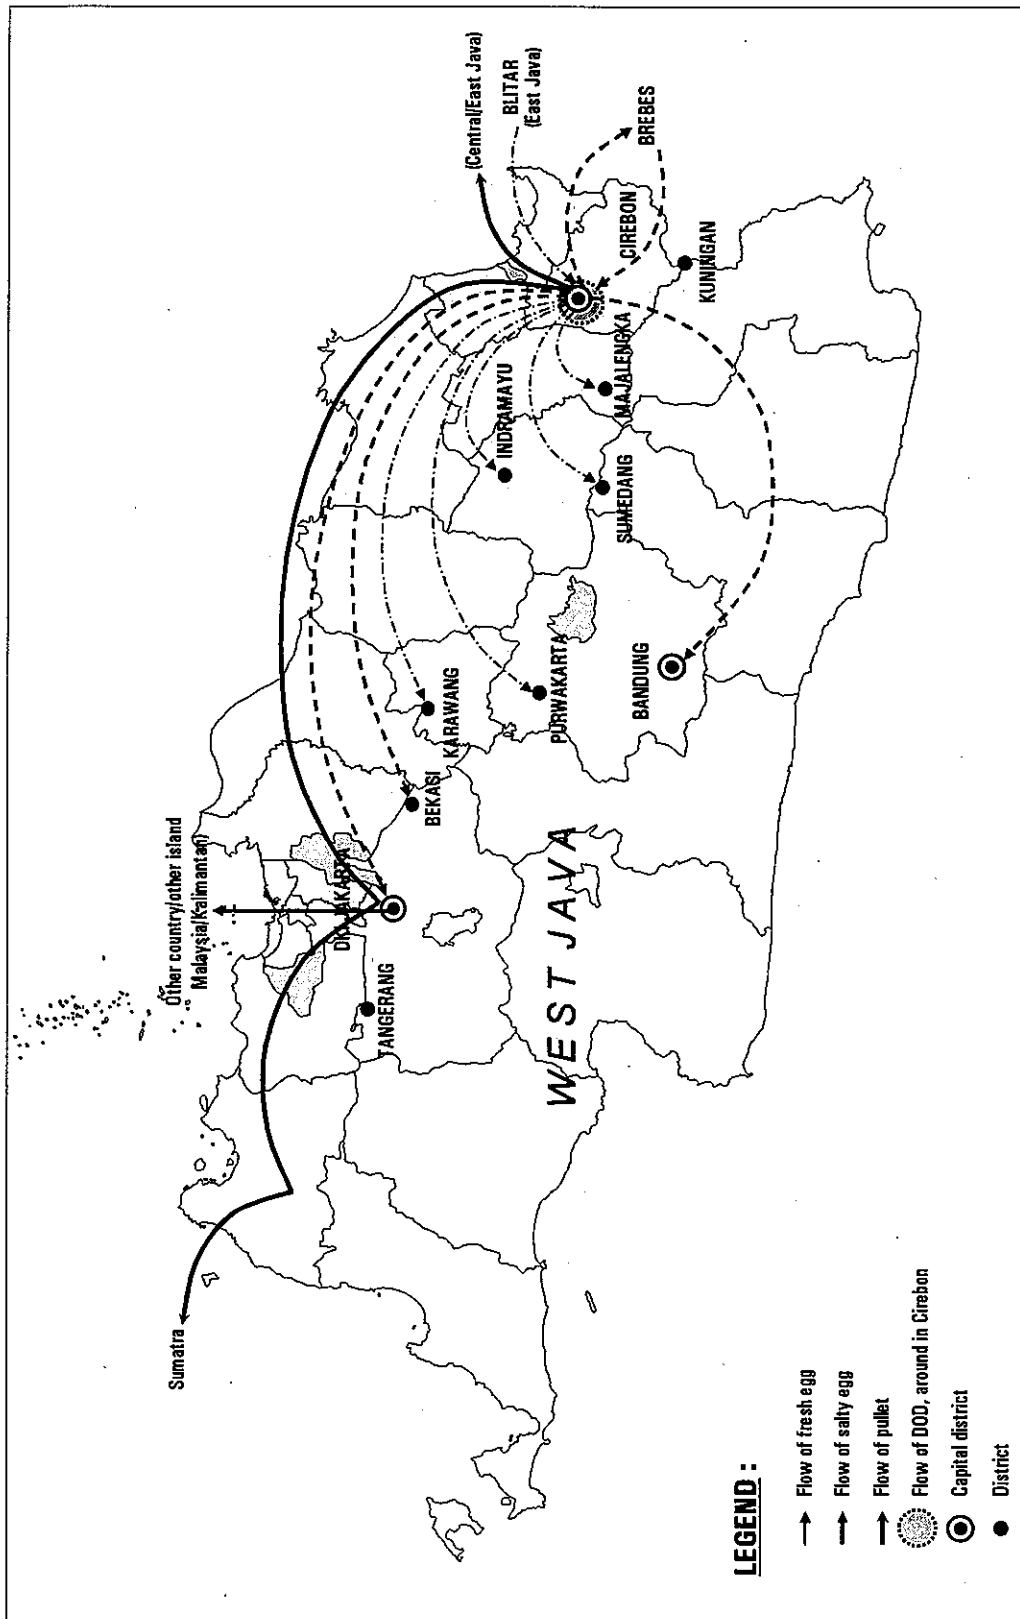 Sumatra
Other country/other island
Malaysia/Kalimantan)
(Central/East Java)
BLITAR
(East Java)
BREBES
CIREBON
KUNINGAN
MAJALENGKA
INDRAMAYU
SUMEDANG
PURWAKARTA
KARAWANG
BEKASI
BANDUNG
DKI JAKARTA
TANGERANG
WEST JAVA
LEGEND :
Flow of fresh egg
Flow of salty egg
Flow of pullet
Flow of DOD, around in Cirebon
Capital district
District